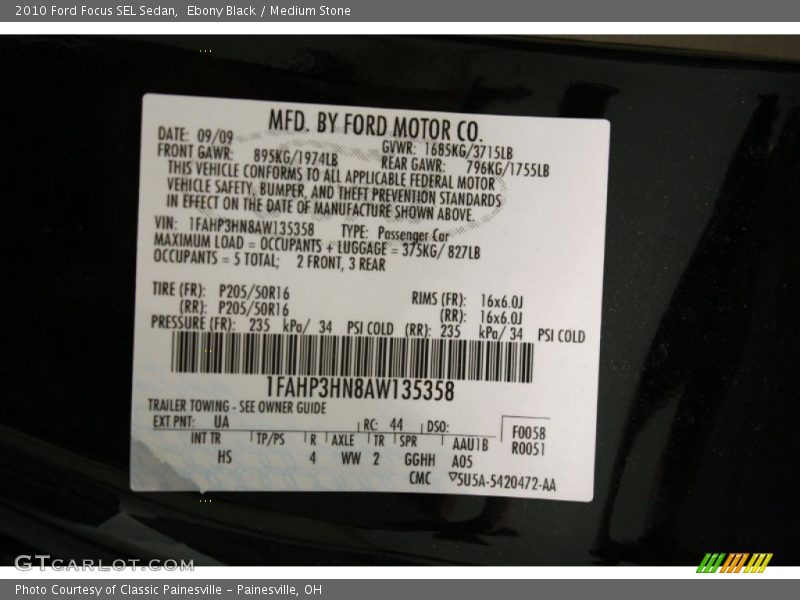 2010 Ford Focus SEL Sedan, Ebony Black / Medium Stone
MFD. BY FORD MOTOR CO.
DATE: 09/09 GVWR: 1685KG/3715LB
FRONT GAWR: 895KG/1974LB REAR GAWR: 796KG/1755LB
THIS VEHICLE CONFORMS TO ALL APPLICABLE FEDERAL MOTOR
VEHICLE SAFETY, BUMPER, AND THEFT PREVENTION STANDARDS
IN EFFECT ON THE DATE OF MANUFACTURE SHOWN ABOVE.
VIN: 1FAHP3HN8AW135358 TYPE: Passenger Car
MAXIMUM LOAD = OCCUPANTS + LUGGAGE = 375KG/ 827LB
OCCUPANTS = 5 TOTAL; 2 FRONT, 3 REAR
TIRE (FR): P205/50R16 RIMS (FR): 16x6.0J
(RR): P205/50R16 (RR): 16x6.0J
PRESSURE (FR): 235 kPa/ 34 PSI COLD (RR): 235 kPa/ 34 PSI COLD
1FAHP3HN8AW135358
TRAILER TOWING - SEE OWNER GUIDE
EXT PNT: UA RC: 44 DSO: F0058
INT TR TP/PS R AXLE TR SPR AAU1B R0051
HS 4 WW 2 GGHH A05
CMC ▽5U5A-5420472-AA
GTCARLOT.COM
Photo Courtesy of Classic Painesville - Painesville, OH